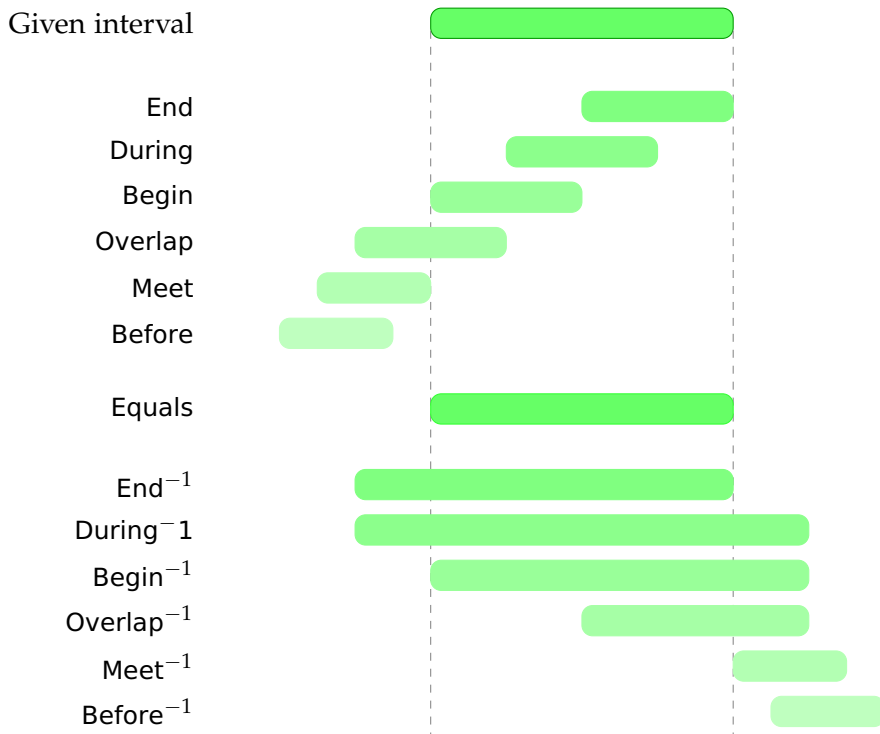 Given interval
End
During
Begin
Overlap
Meet
Before
Equals
End⁻¹
During⁻1
Begin⁻¹
Overlap⁻¹
Meet⁻¹
Before⁻¹